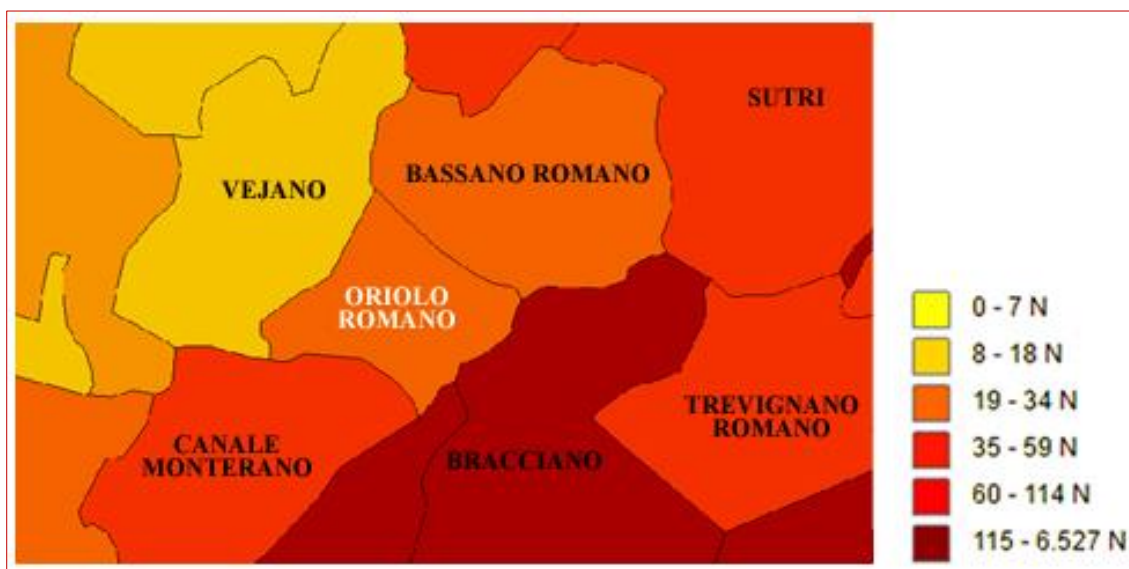 SUTRI
BASSANO ROMANO
VEJANO
ORIOLO
ROMANO
TREVIGNANO
ROMANO
CANALE
MONTERANO
BRACCIANO
0 - 7 N
8 - 18 N
19 - 34 N
35 - 59 N
60 - 114 N
115 - 6.527 N